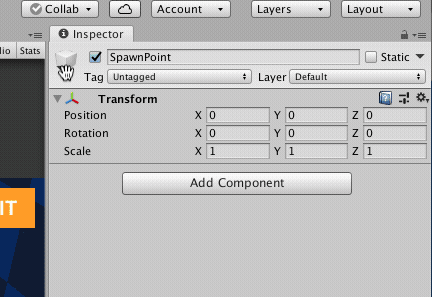 Collab Account Layers Layout
Stats
Inspector
SpawnPoint Static
Tag Untagged Layer Default
Transform
Position X 0 Y 0 Z 0
Rotation X 0 Y 0 Z 0
Scale X 1 Y 1 Z 1
Add Component
IT